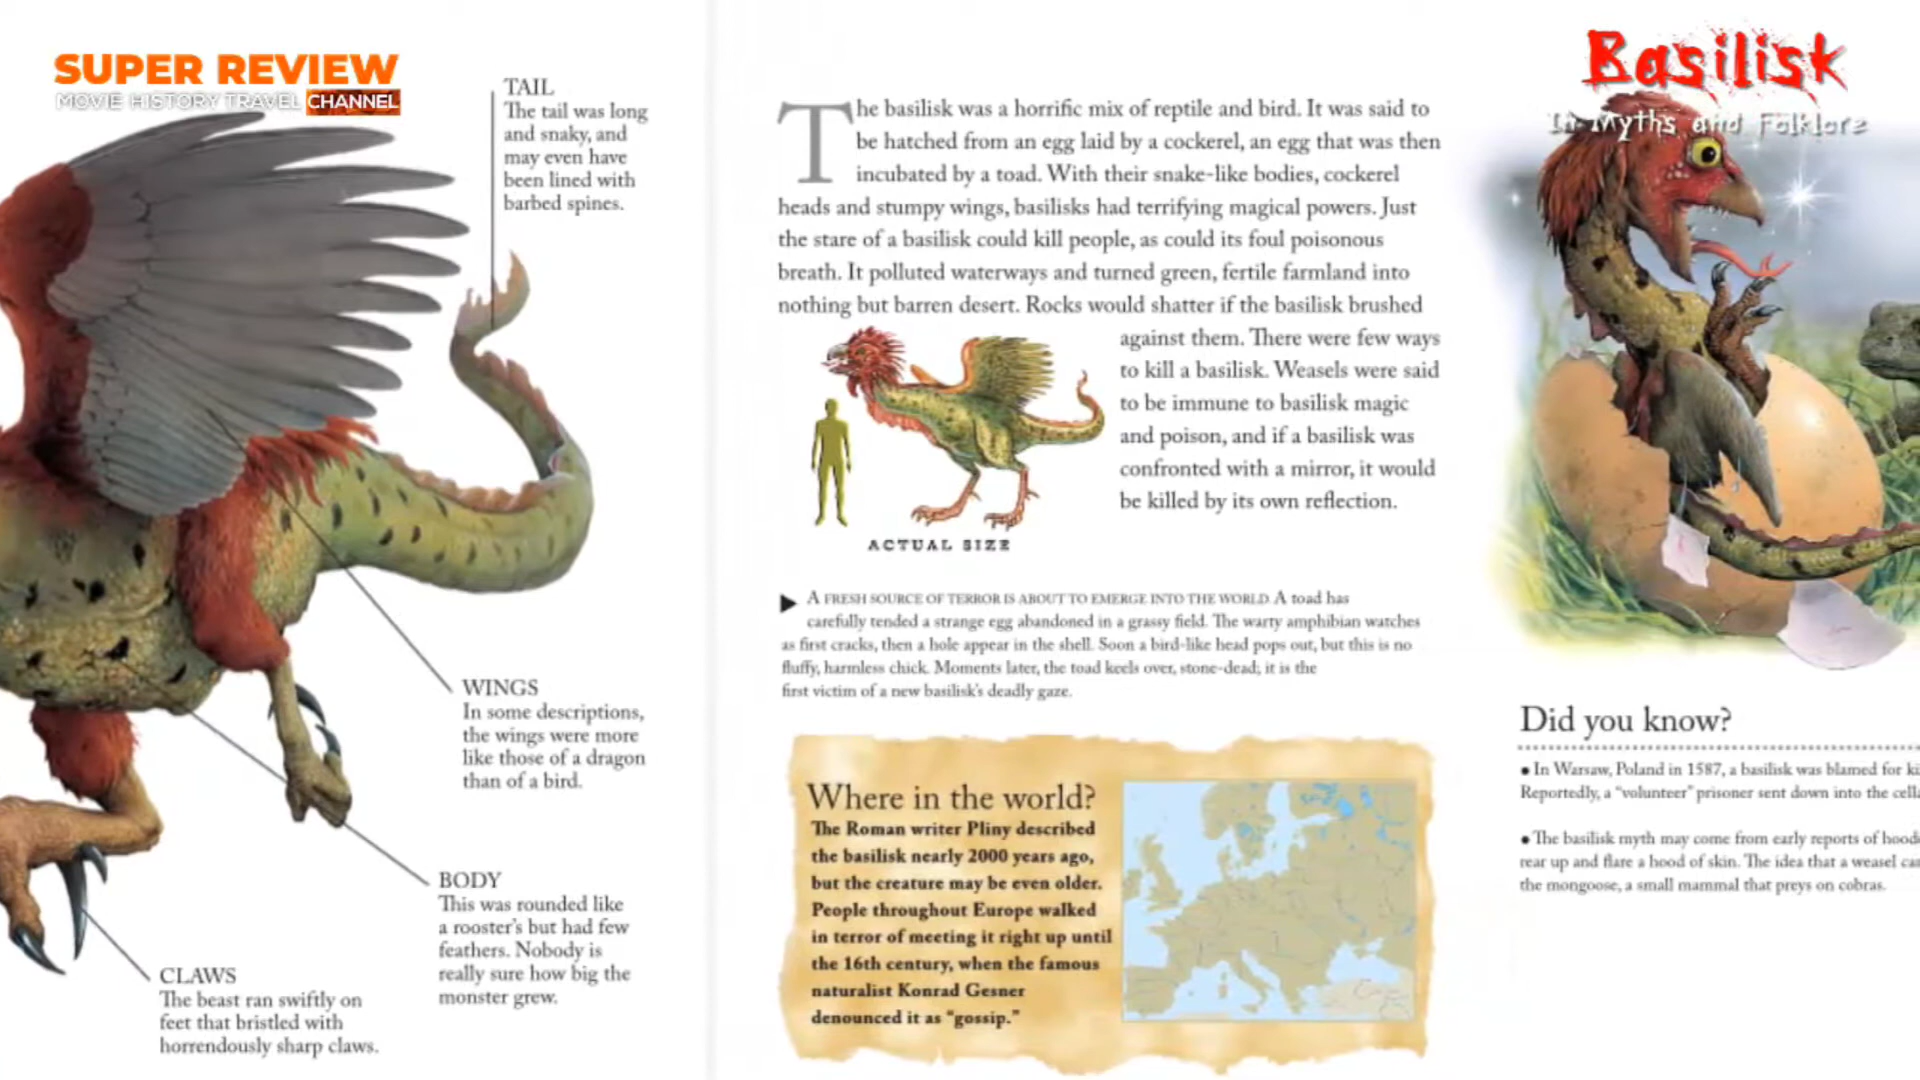 SUPER REVIEW
MOVIE HISTORY TRAVEL CHANNEL
TAIL
The tail was long
and snaky, and
may even have
been lined with
barbed spines.
WINGS
In some descriptions,
the wings were more
like those of a dragon
than of a bird.
BODY
This was rounded like
a rooster's but had few
feathers. Nobody is
really sure how big the
monster grew.
CLAWS
The beast ran swiftly on
feet that bristled with
horrendously sharp claws.
The basilisk was a horrific mix of reptile and bird. It was said to
be hatched from an egg laid by a cockerel, an egg that was then
incubated by a toad. With their snake-like bodies, cockerel
heads and stumpy wings, basilisks had terrifying magical powers. Just
the stare of a basilisk could kill people, as could its foul poisonous
breath. It polluted waterways and turned green, fertile farmland into
nothing but barren desert. Rocks would shatter if the basilisk brushed
against them. There were few ways
to kill a basilisk. Weasels were said
to be immune to basilisk magic
and poison, and if a basilisk was
confronted with a mirror, it would
be killed by its own reflection.
ACTUAL SIZE
A FRESH SOURCE OF TERROR IS ABOUT TO EMERGE INTO THE WORLD. A toad has
carefully tended a strange egg abandoned in a grassy field. The warty amphibian watches
as first cracks, then a hole appear in the shell. Soon a bird-like head pops out, but this is no
fluffy, harmless chick. Moments later, the toad keels over, stone-dead; it is the
first victim of a new basilisk's deadly gaze.
Where in the world?
The Roman writer Pliny described
the basilisk nearly 2000 years ago,
but the creature may be even older.
People throughout Europe walked
in terror of meeting it right up until
the 16th century, when the famous
naturalist Konrad Gesner
denounced it as "gossip."
Basilisk
In Myths and Folklore
Did you know?
• In Warsaw, Poland in 1587, a basilisk was blamed for ki
Reportedly, a "volunteer" prisoner sent down into the cella
• The basilisk myth may come from early reports of hoode
rear up and flare a hood of skin. The idea that a weasel can
the mongoose, a small mammal that preys on cobras.